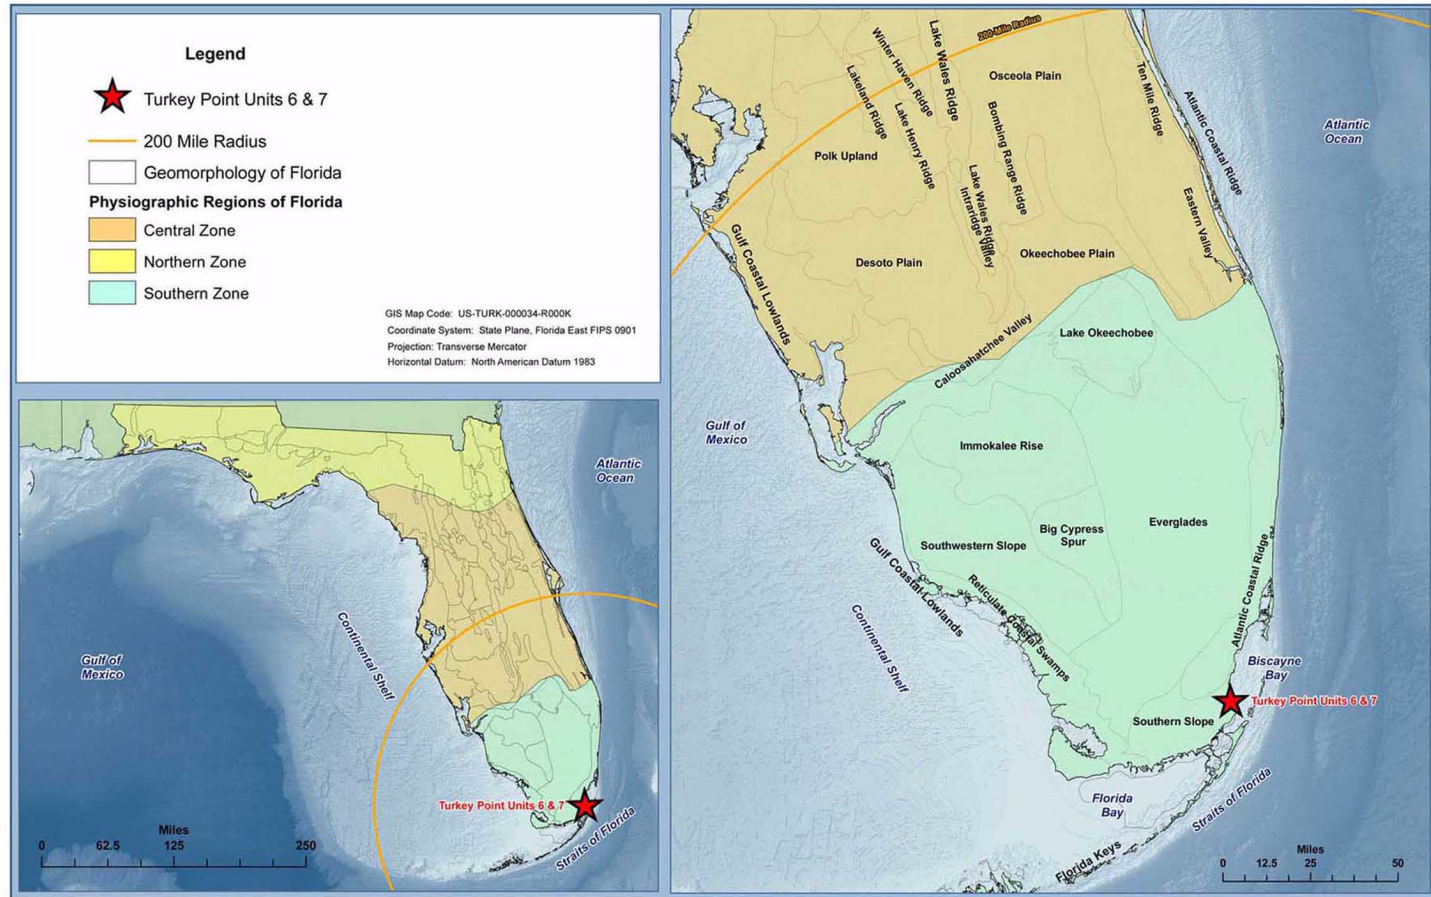 Legend
Turkey Point Units 6 & 7
200 Mile Radius
Geomorphology of Florida
Physiographic Regions of Florida
Central Zone
Northern Zone
Southern Zone
GIS Map Code: US-TURK-000034-R000K
Coordinate System: State Plane, Florida East FIPS 0901
Projection: Transverse Mercator
Horizontal Datum: North American Datum 1983
Atlantic
Ocean
Gulf of
Mexico
Continental Shelf
Turkey Point Units 6 & 7
Straits of Florida
Miles
0 62.5 125 250
200-Mile Radius
Winter Haven Ridge
Lake Wales Ridge
Lakeland Ridge
Osceola Plain
Ten Mile Ridge
Atlantic Coastal Ridge
Atlantic
Ocean
Lake Henry Ridge
Bombing Range Ridge
Polk Upland
Lake Wales Ridge
Intraridge Valley
Eastern Valley
Gulf Coastal Lowlands
Desoto Plain
Okeechobee Plain
Caloosahatchee Valley
Lake Okeechobee
Gulf of
Mexico
Immokalee Rise
Big Cypress
Spur
Everglades
Southwestern Slope
Gulf Coastal Lowlands
Reticulate Coastal Swamps
Atlantic Coastal Ridge
Continental Shelf
Biscayne
Bay
Turkey Point Units 6 & 7
Southern Slope
Florida
Bay
Straits of Florida
Florida Keys
Miles
0 12.5 25 50